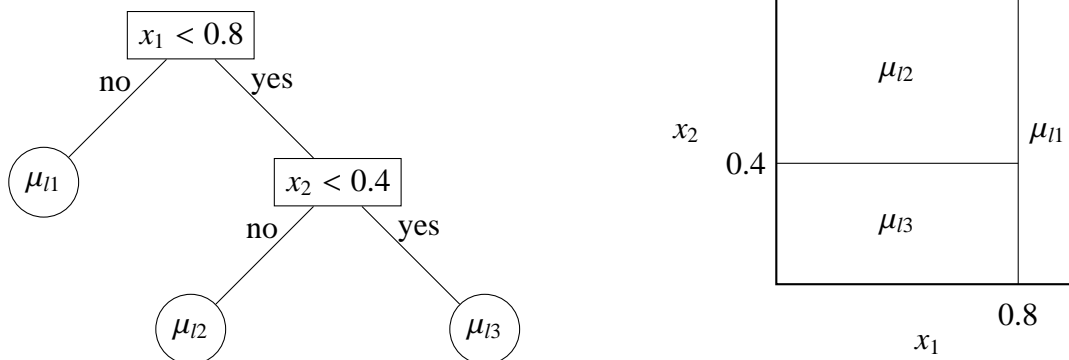 x₁ < 0.8
no
yes
μₗ₁
x₂ < 0.4
no
yes
μₗ₂
μₗ₃
μₗ₂
x₂
μₗ₁
0.4
μₗ₃
0.8
x₁